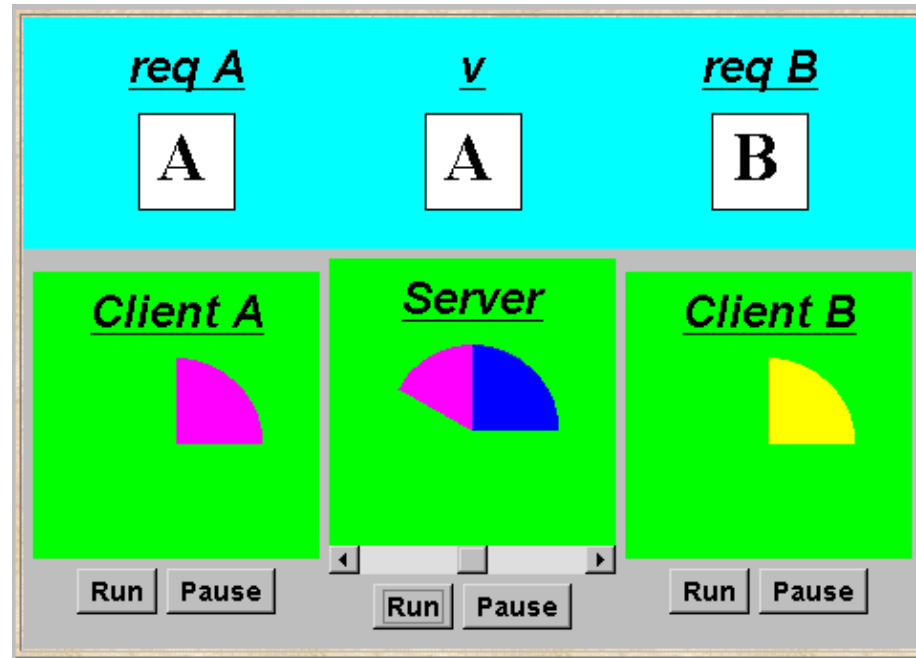 req A
v
req B
A
A
B
Client A
Server
Client B
Run
Pause
Run
Pause
Run
Pause